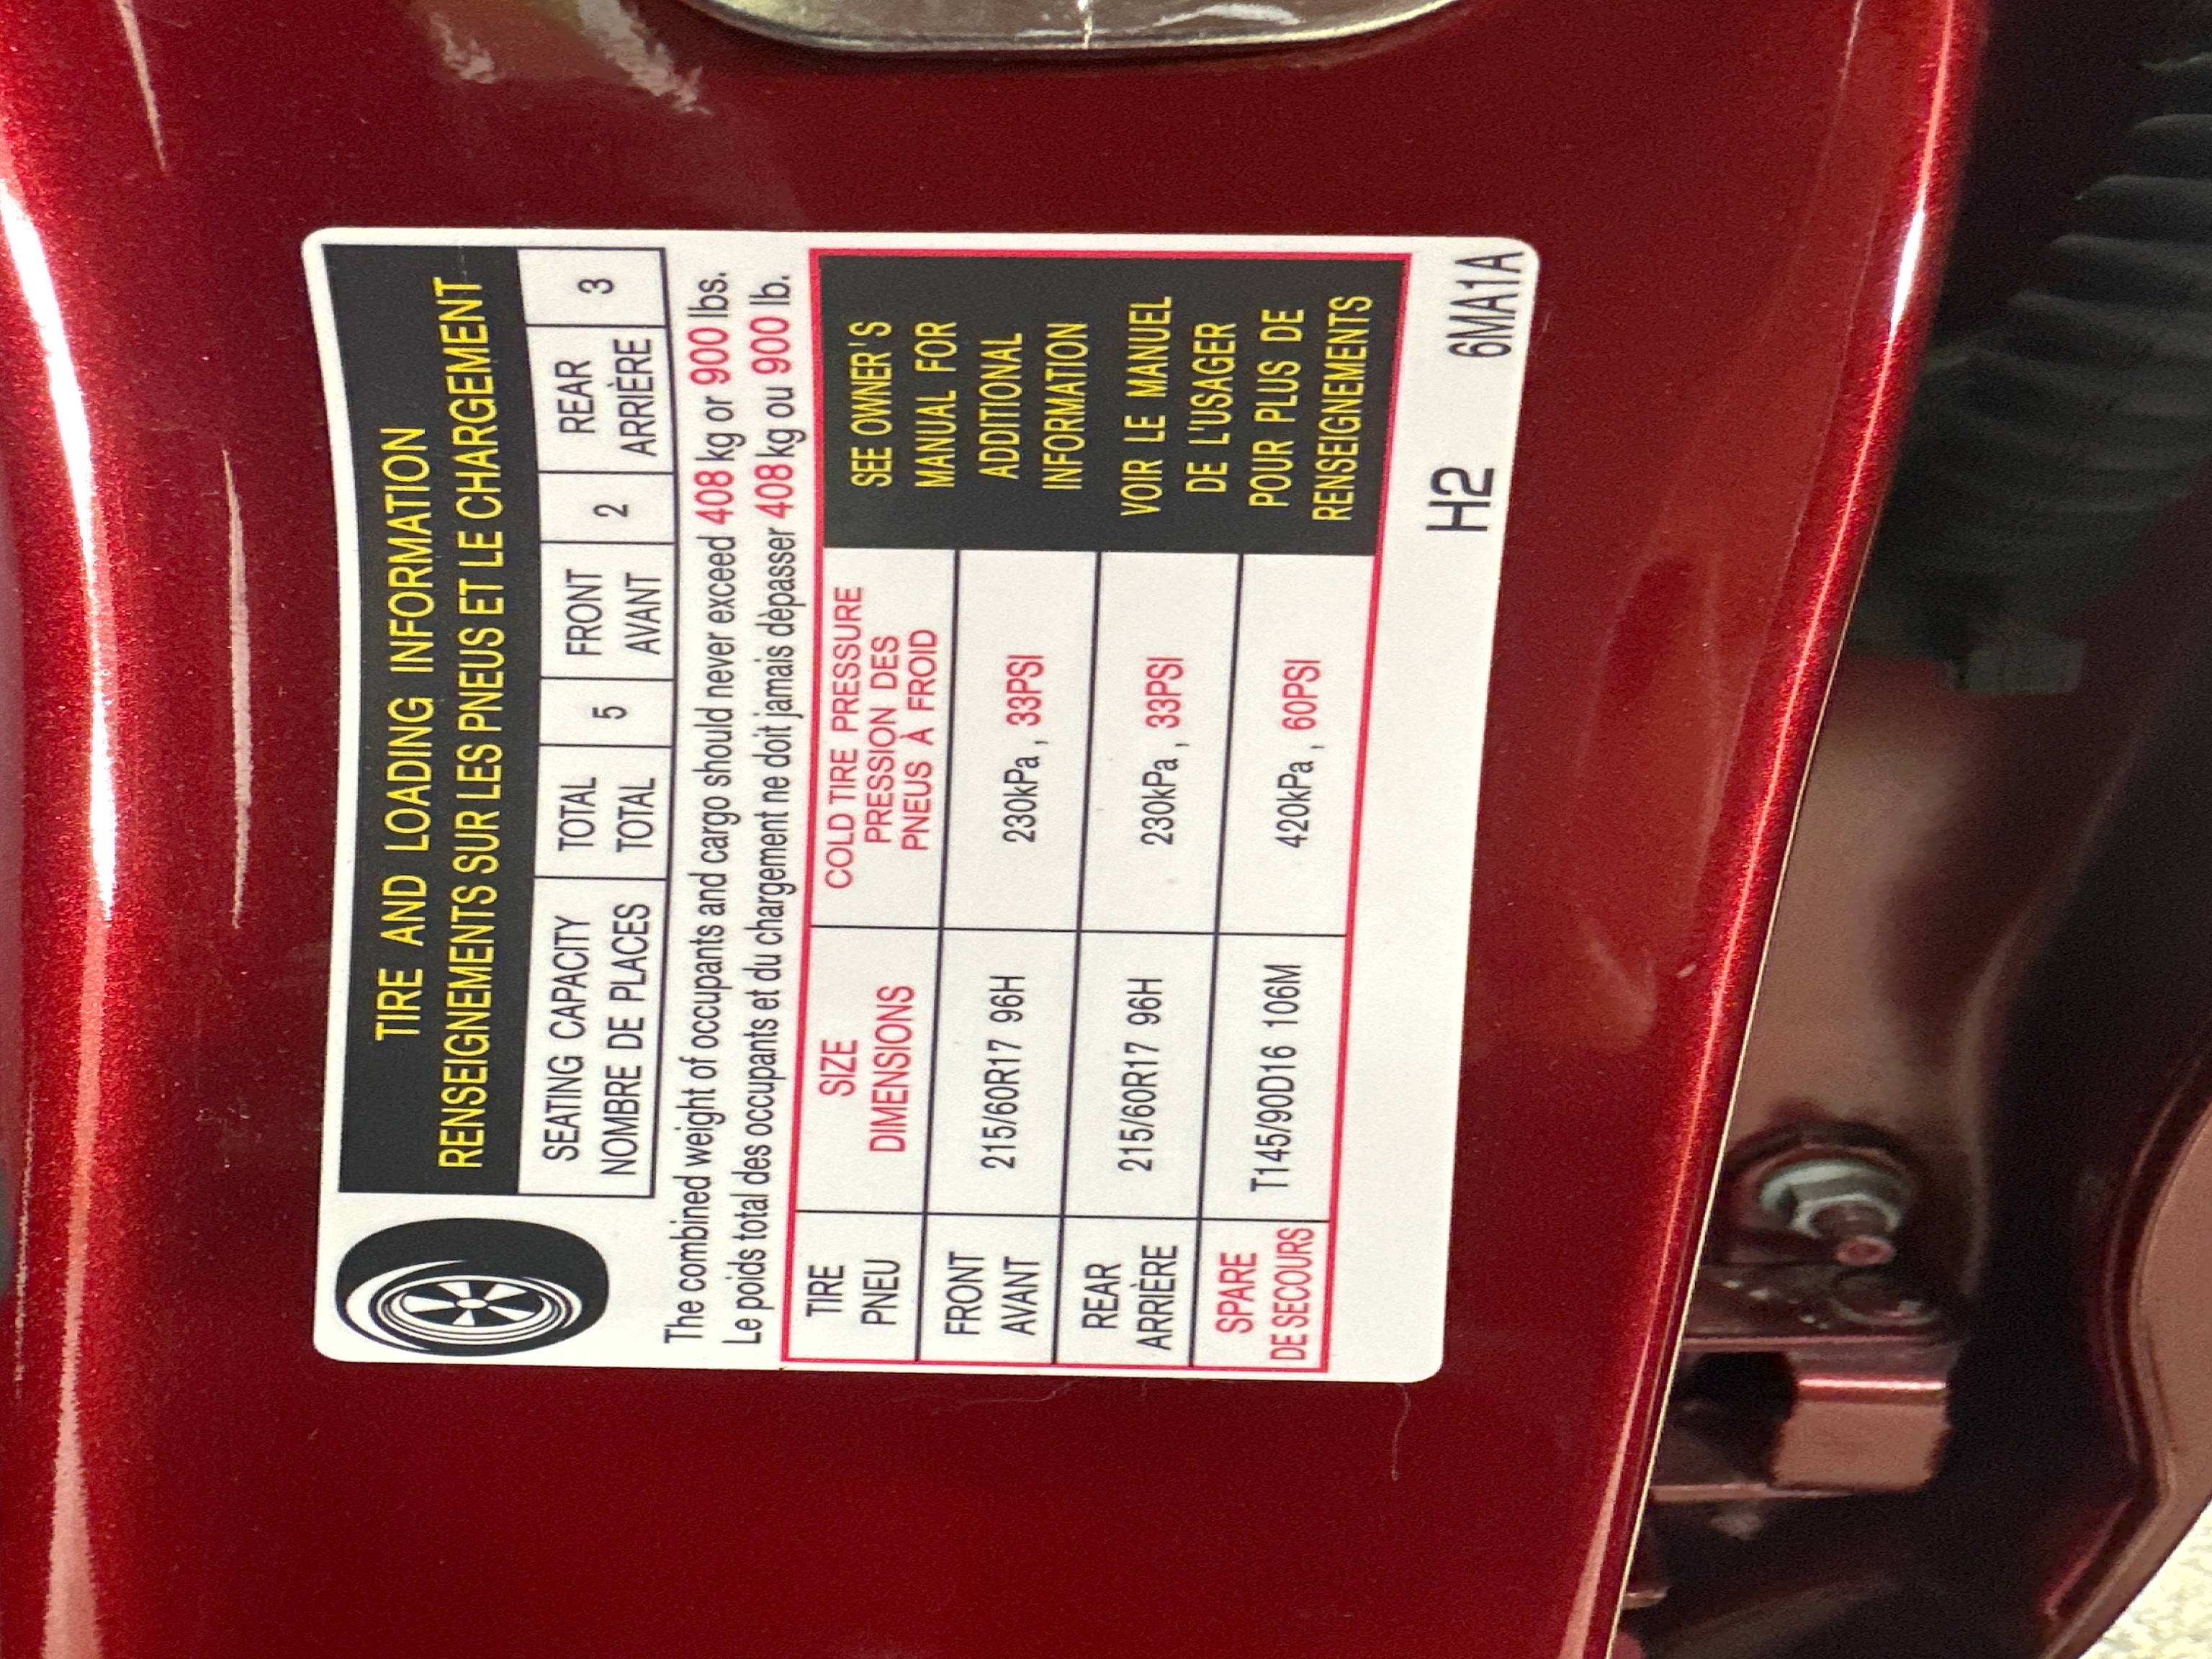 TIRE AND LOADING INFORMATION
RENSEIGNEMENTS SUR LES PNEUS ET LE CHARGEMENT
SEATING CAPACITY TOTAL 5 FRONT 2 REAR 3
NOMBRE DE PLACES TOTAL AVANT ARRIÈRE
The combined weight of occupants and cargo should never exceed 408 kg or 900 lbs.
Le poids total des occupants et du chargement ne doit jamais dèpasser 408 kg ou 900 lb.
TIRE
PNEU
SIZE
DIMENSIONS
COLD TIRE PRESSURE
PRESSION DES
PNEUS À FROID
FRONT
AVANT
215/60R17 96H
230kPa, 33PSI
REAR
ARRIÈRE
215/60R17 96H
230kPa, 33PSI
SPARE
DE SECOURS
T145/90D16 106M
420kPa, 60PSI
SEE OWNER'S
MANUAL FOR
ADDITIONAL
INFORMATION
VOIR LE MANUEL
DE L'USAGER
POUR PLUS DE
RENSEIGNEMENTS
H2 6MA1A